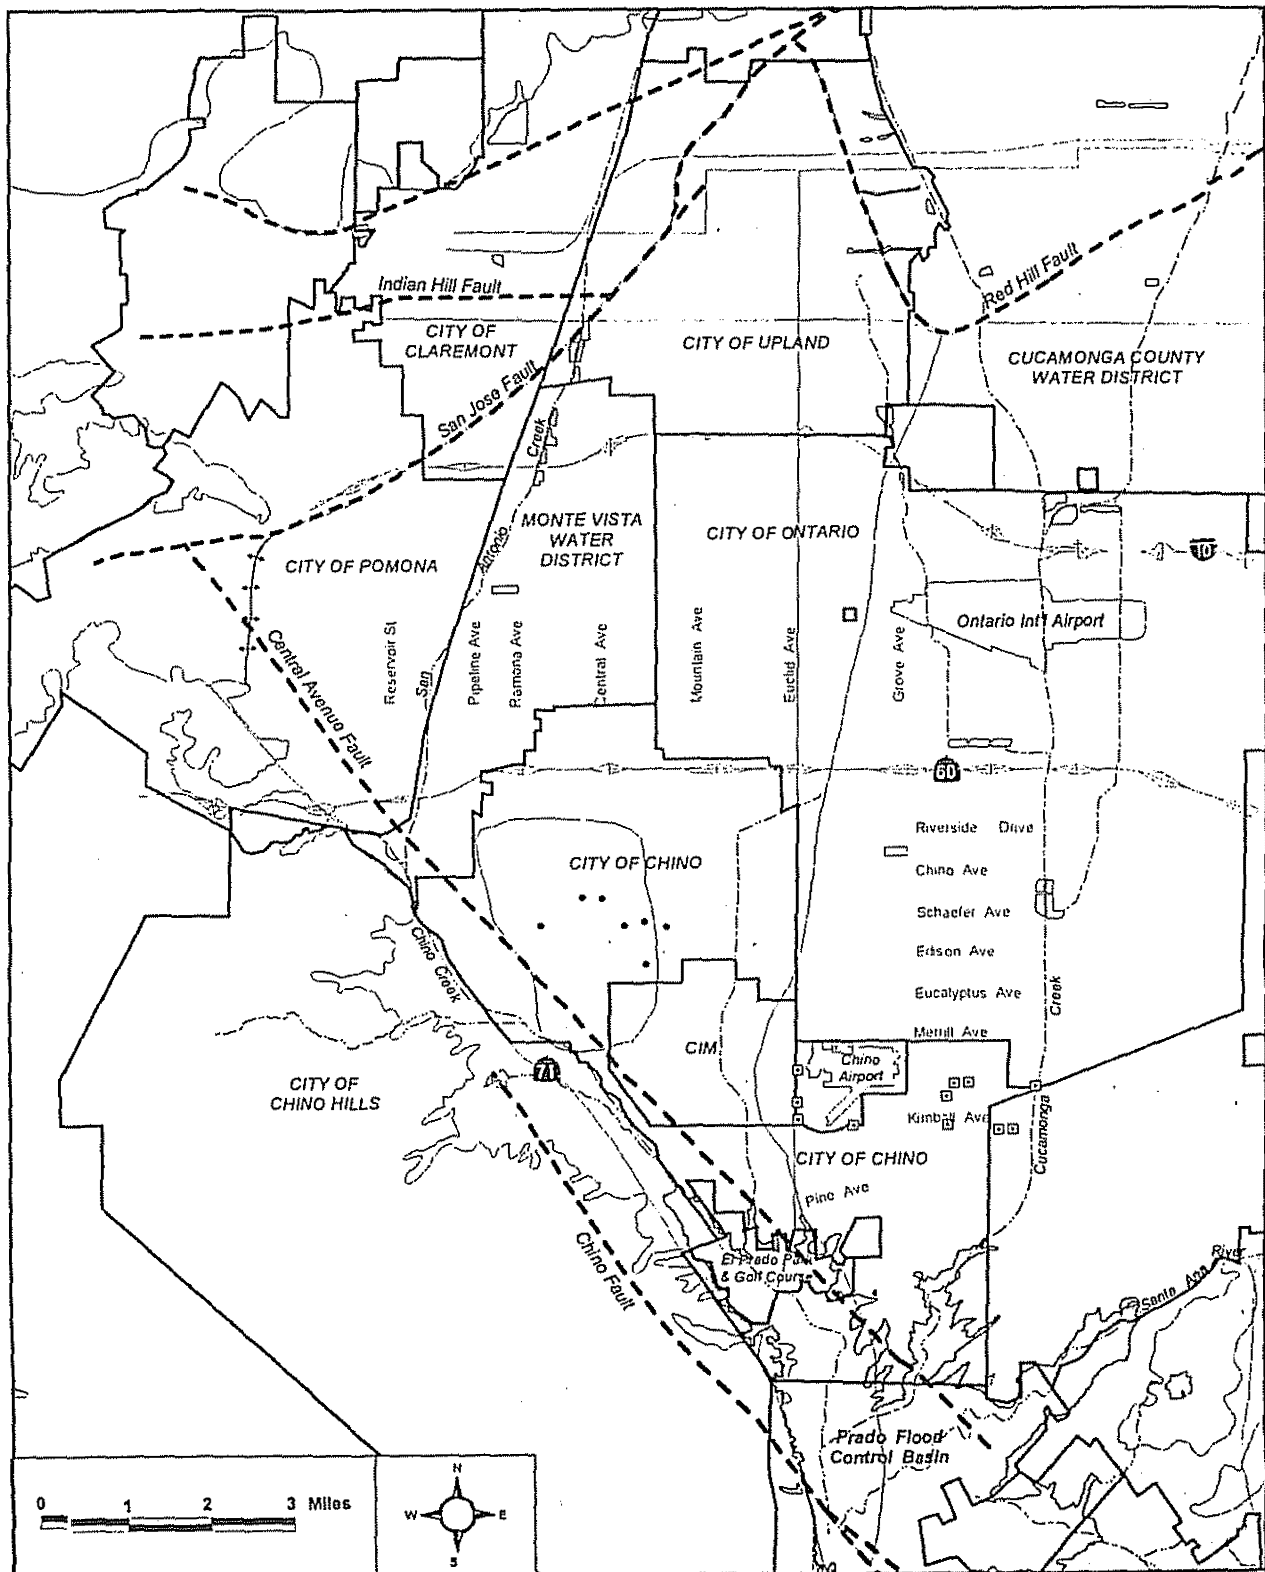 Indian Hill Fault
Red Hill Fault
CITY OF
CLAREMONT
CITY OF UPLAND
CUCAMONGA COUNTY
WATER DISTRICT
San Jose Fault
Creek
MONTE VISTA
WATER
DISTRICT
CITY OF ONTARIO
Antonio
10
CITY OF POMONA
Ontario Int'l Airport
Central Avenue Fault
Reservoir St
San
Pipeline Ave
Ramona Ave
Central Ave
Mountain Ave
Euclid Ave
Grove Ave
60
Riverside Drive
CITY OF CHINO
Chino Ave
Schaefer Ave
Chino Creek
Edison Ave
Eucalyptus Ave
Creek
Merrill Ave
CIM
Chino
Airport
71
CITY OF
CHINO HILLS
Kimball Ave
Cucamonga
CITY OF CHINO
Pine Ave
Chino Fault
El Prado Park
& Golf Course
River
Santa Ana
Prado Flood
Control Basin
0 1 2 3 Miles
N
W E
S